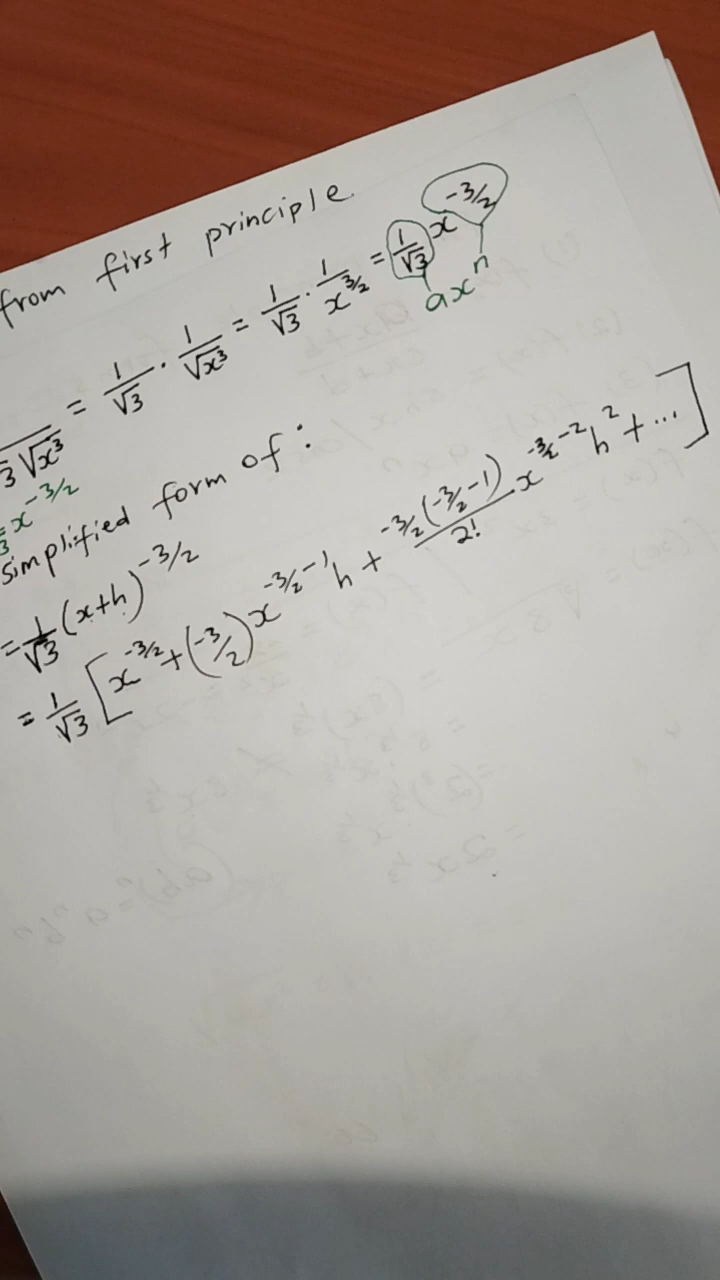 from first principle
√3 √x³ = 1/√3 · 1/√x³ = 1/√3 · 1/x^3/2 = 1/√3 x^-3/2
axⁿ
3 x^-3/2
simplified form of :
= 1/√3 (x+h)^-3/2
= 1/√3 [ x^-3/2 + (-3/2) x^-3/2-1 h + -3/2(-3/2-1)/2! x^-3/2-2 h² + ... ]